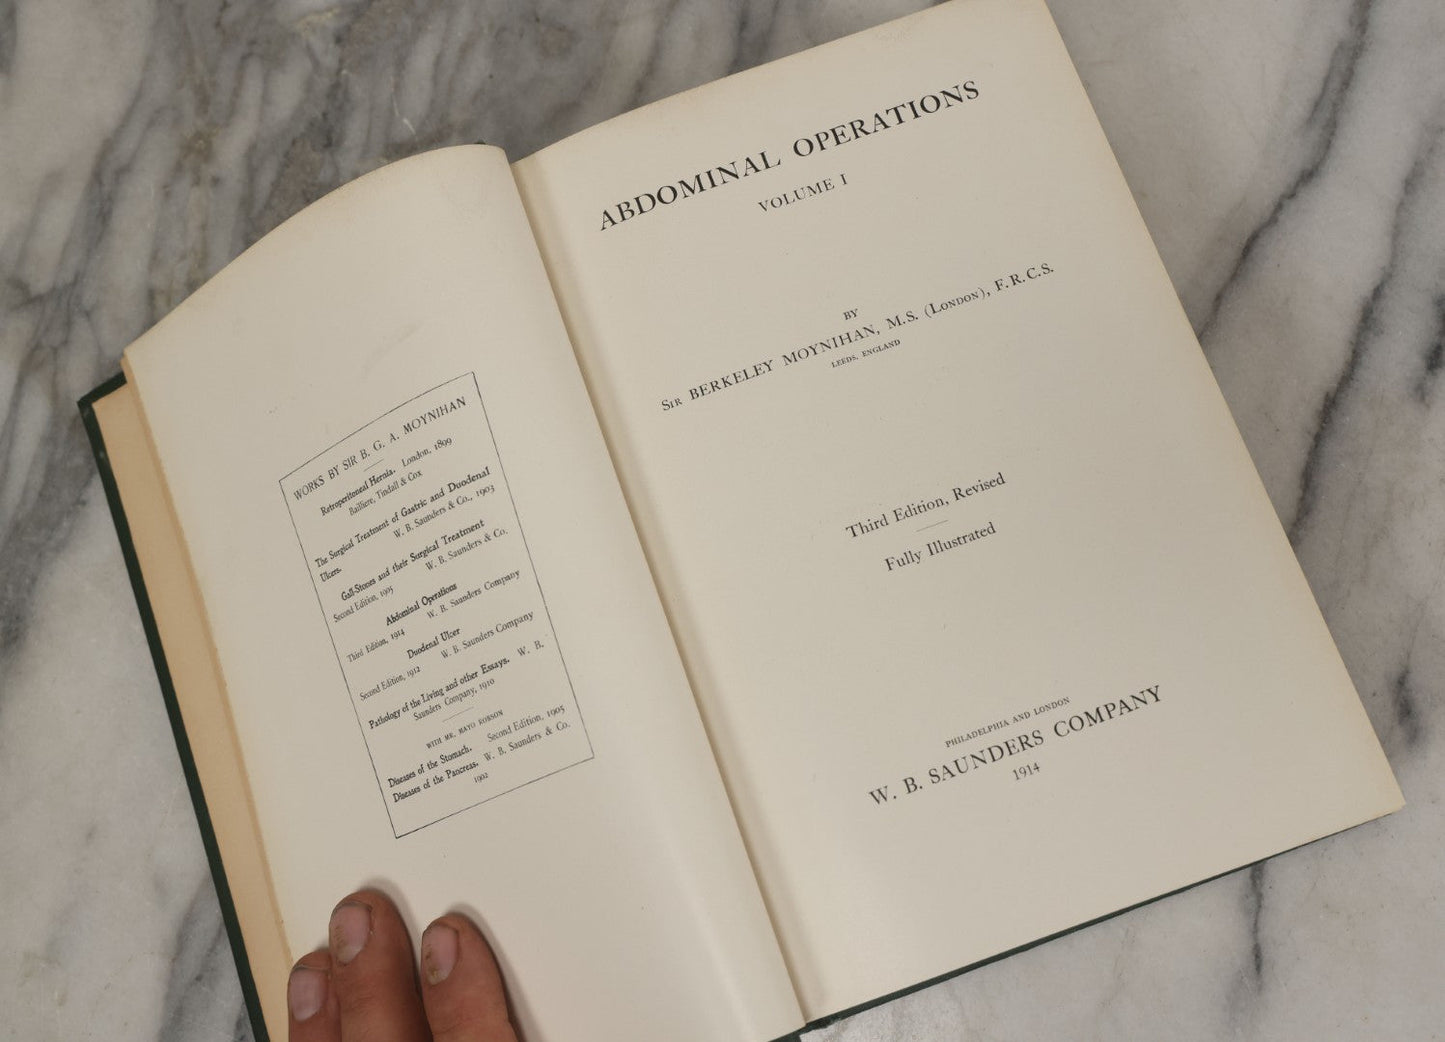 WORKS BY SIR B. G. A. MOYNIHAN
Retroperitoneal Hernia. London, 1899
Bailliere, Tindall & Cox
The Surgical Treatment of Gastric and Duodenal
Ulcers. W. B. Saunders & Co., 1903
Gall-Stones and their Surgical Treatment
Second Edition, 1905 W. B. Saunders & Co.
Abdominal Operations
Third Edition, 1914 W. B. Saunders Company
Duodenal Ulcer
Second Edition, 1912 W. B. Saunders Company
Pathology of the Living and other Essays. W. B.
Saunders Company, 1910
WITH MR. MAYO ROBSON
Diseases of the Stomach. Second Edition, 1905
Diseases of the Pancreas. W. B. Saunders & Co.
1902
ABDOMINAL OPERATIONS
VOLUME I
BY
SIR BERKELEY MOYNIHAN, M.S. (LONDON), F.R.C.S.
LEEDS, ENGLAND
Third Edition, Revised
Fully Illustrated
PHILADELPHIA AND LONDON
W. B. SAUNDERS COMPANY
1914